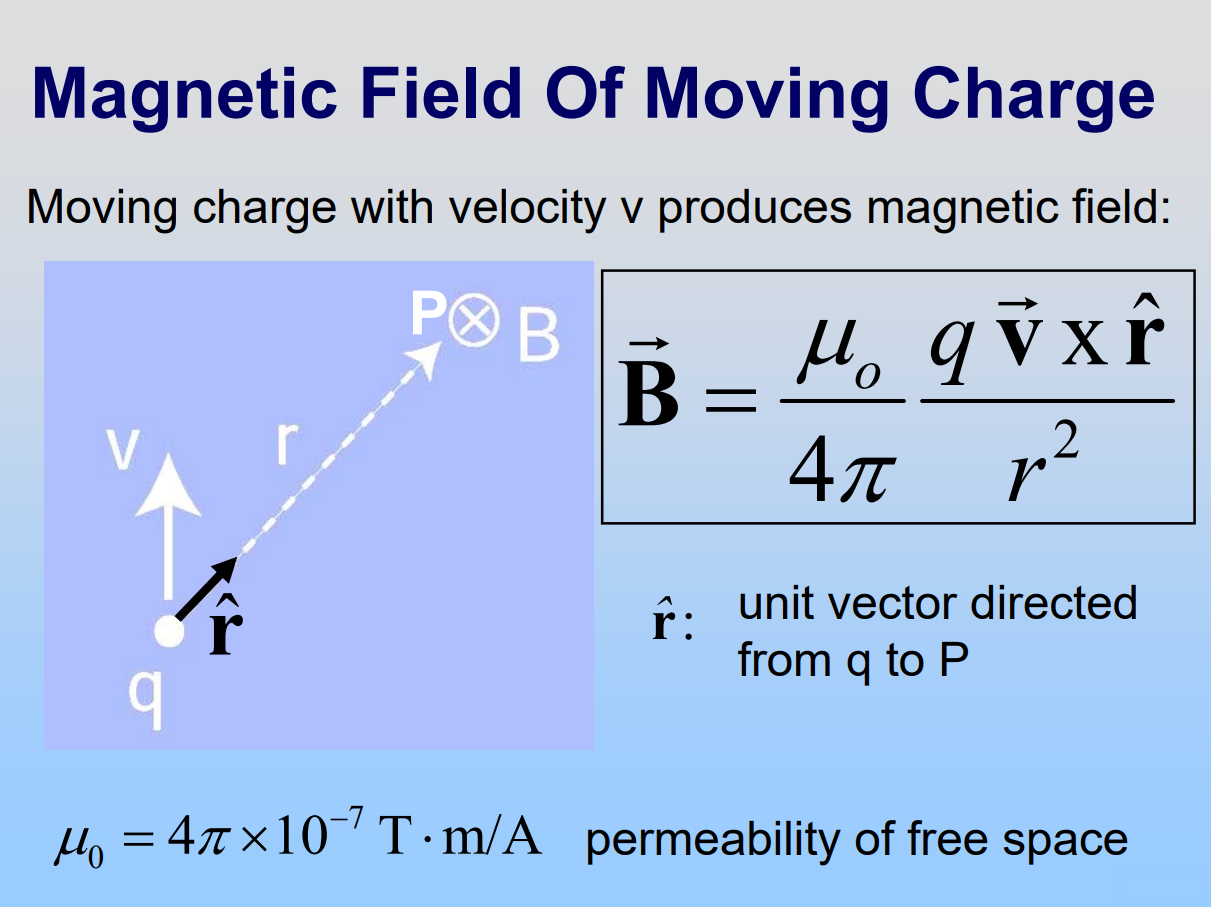 Magnetic Field Of Moving Charge
Moving charge with velocity v produces magnetic field:
P⊗ B
v
r
r̂
q
B⃗ = μₒ/4π q v⃗ x r̂/r²
r̂ : unit vector directed
from q to P
μ₀ = 4π ×10⁻⁷ T · m/A permeability of free space